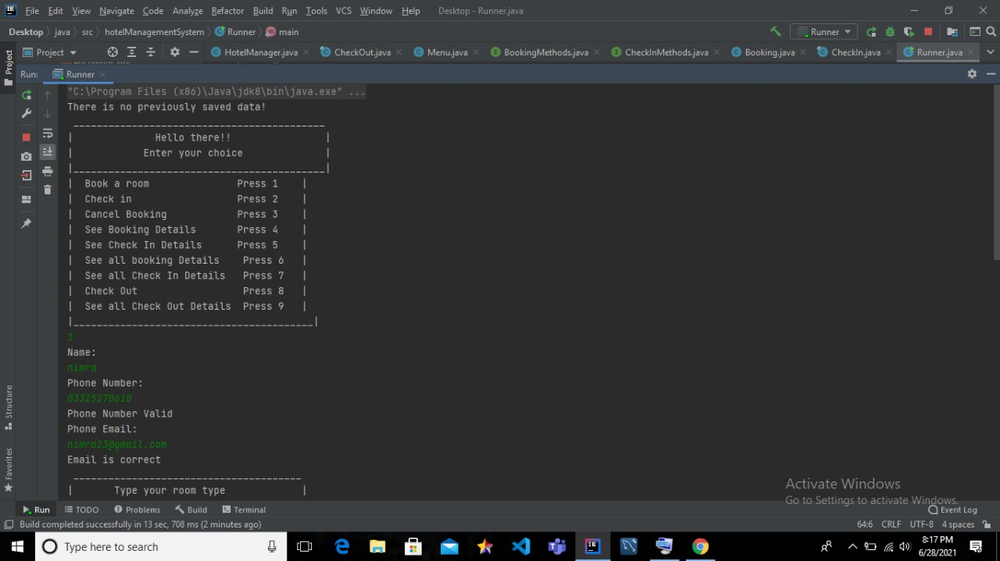 File Edit View Navigate Code Analyze Refactor Build Run Tools VCS Window Help Desktop - Runner.java
Desktop java src hotelManagementSystem Runner main Runner
Project HotelManager.java CheckOut.java Menu.java BookingMethods.java CheckInMethods.java Booking.java CheckIn.java Runner.java
Run: Runner
"C:\Program Files (x86)\Java\jdk8\bin\java.exe" ...
There is no previously saved data!
___________________________________________
| Hello there!! |
| Enter your choice |
|___________________________________________|
| Book a room Press 1 |
| Check in Press 2 |
| Cancel Booking Press 3 |
| See Booking Details Press 4 |
| See Check In Details Press 5 |
| See all booking Details Press 6 |
| See all Check In Details Press 7 |
| Check Out Press 8 |
| See all Check Out Details Press 9 |
|_________________________________________|
1
Name:
nimra
Phone Number:
03325270610
Phone Number Valid
Phone Email:
nimra23@gmail.com
Email is correct
_______________________________________
| Type your room type |
Project
Structure
Favorites
Activate Windows
Go to Settings to activate Windows.
Run TODO Problems Build Terminal Event Log
Build completed successfully in 13 sec, 708 ms (2 minutes ago) 64:6 CRLF UTF-8 4 spaces
Type here to search
8:17 PM
6/28/2021